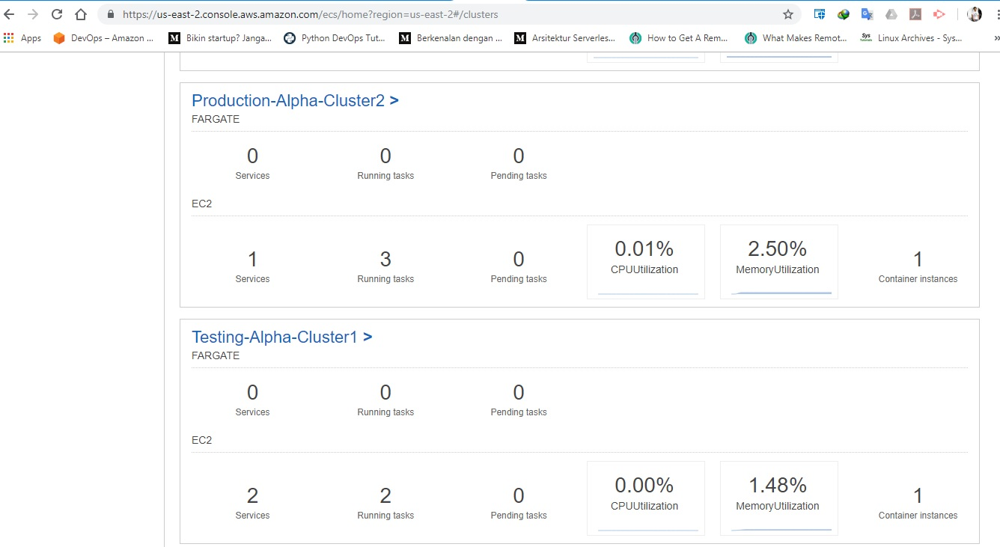 https://us-east-2.console.aws.amazon.com/ecs/home?region=us-east-2#/clusters
Apps DevOps – Amazon ... M Bikin startup? Janga... Python DevOps Tut... M Berkenalan dengan ... M Arsitektur Serverles... How to Get A Rem... What Makes Remot... Sys Linux Archives - Sys... »
Production-Alpha-Cluster2 >
FARGATE
0 0 0
Services Running tasks Pending tasks
EC2
1 3 0 0.01% 2.50% 1
Services Running tasks Pending tasks CPUUtilization MemoryUtilization Container instances
Testing-Alpha-Cluster1 >
FARGATE
0 0 0
Services Running tasks Pending tasks
EC2
2 2 0 0.00% 1.48% 1
Services Running tasks Pending tasks CPUUtilization MemoryUtilization Container instances